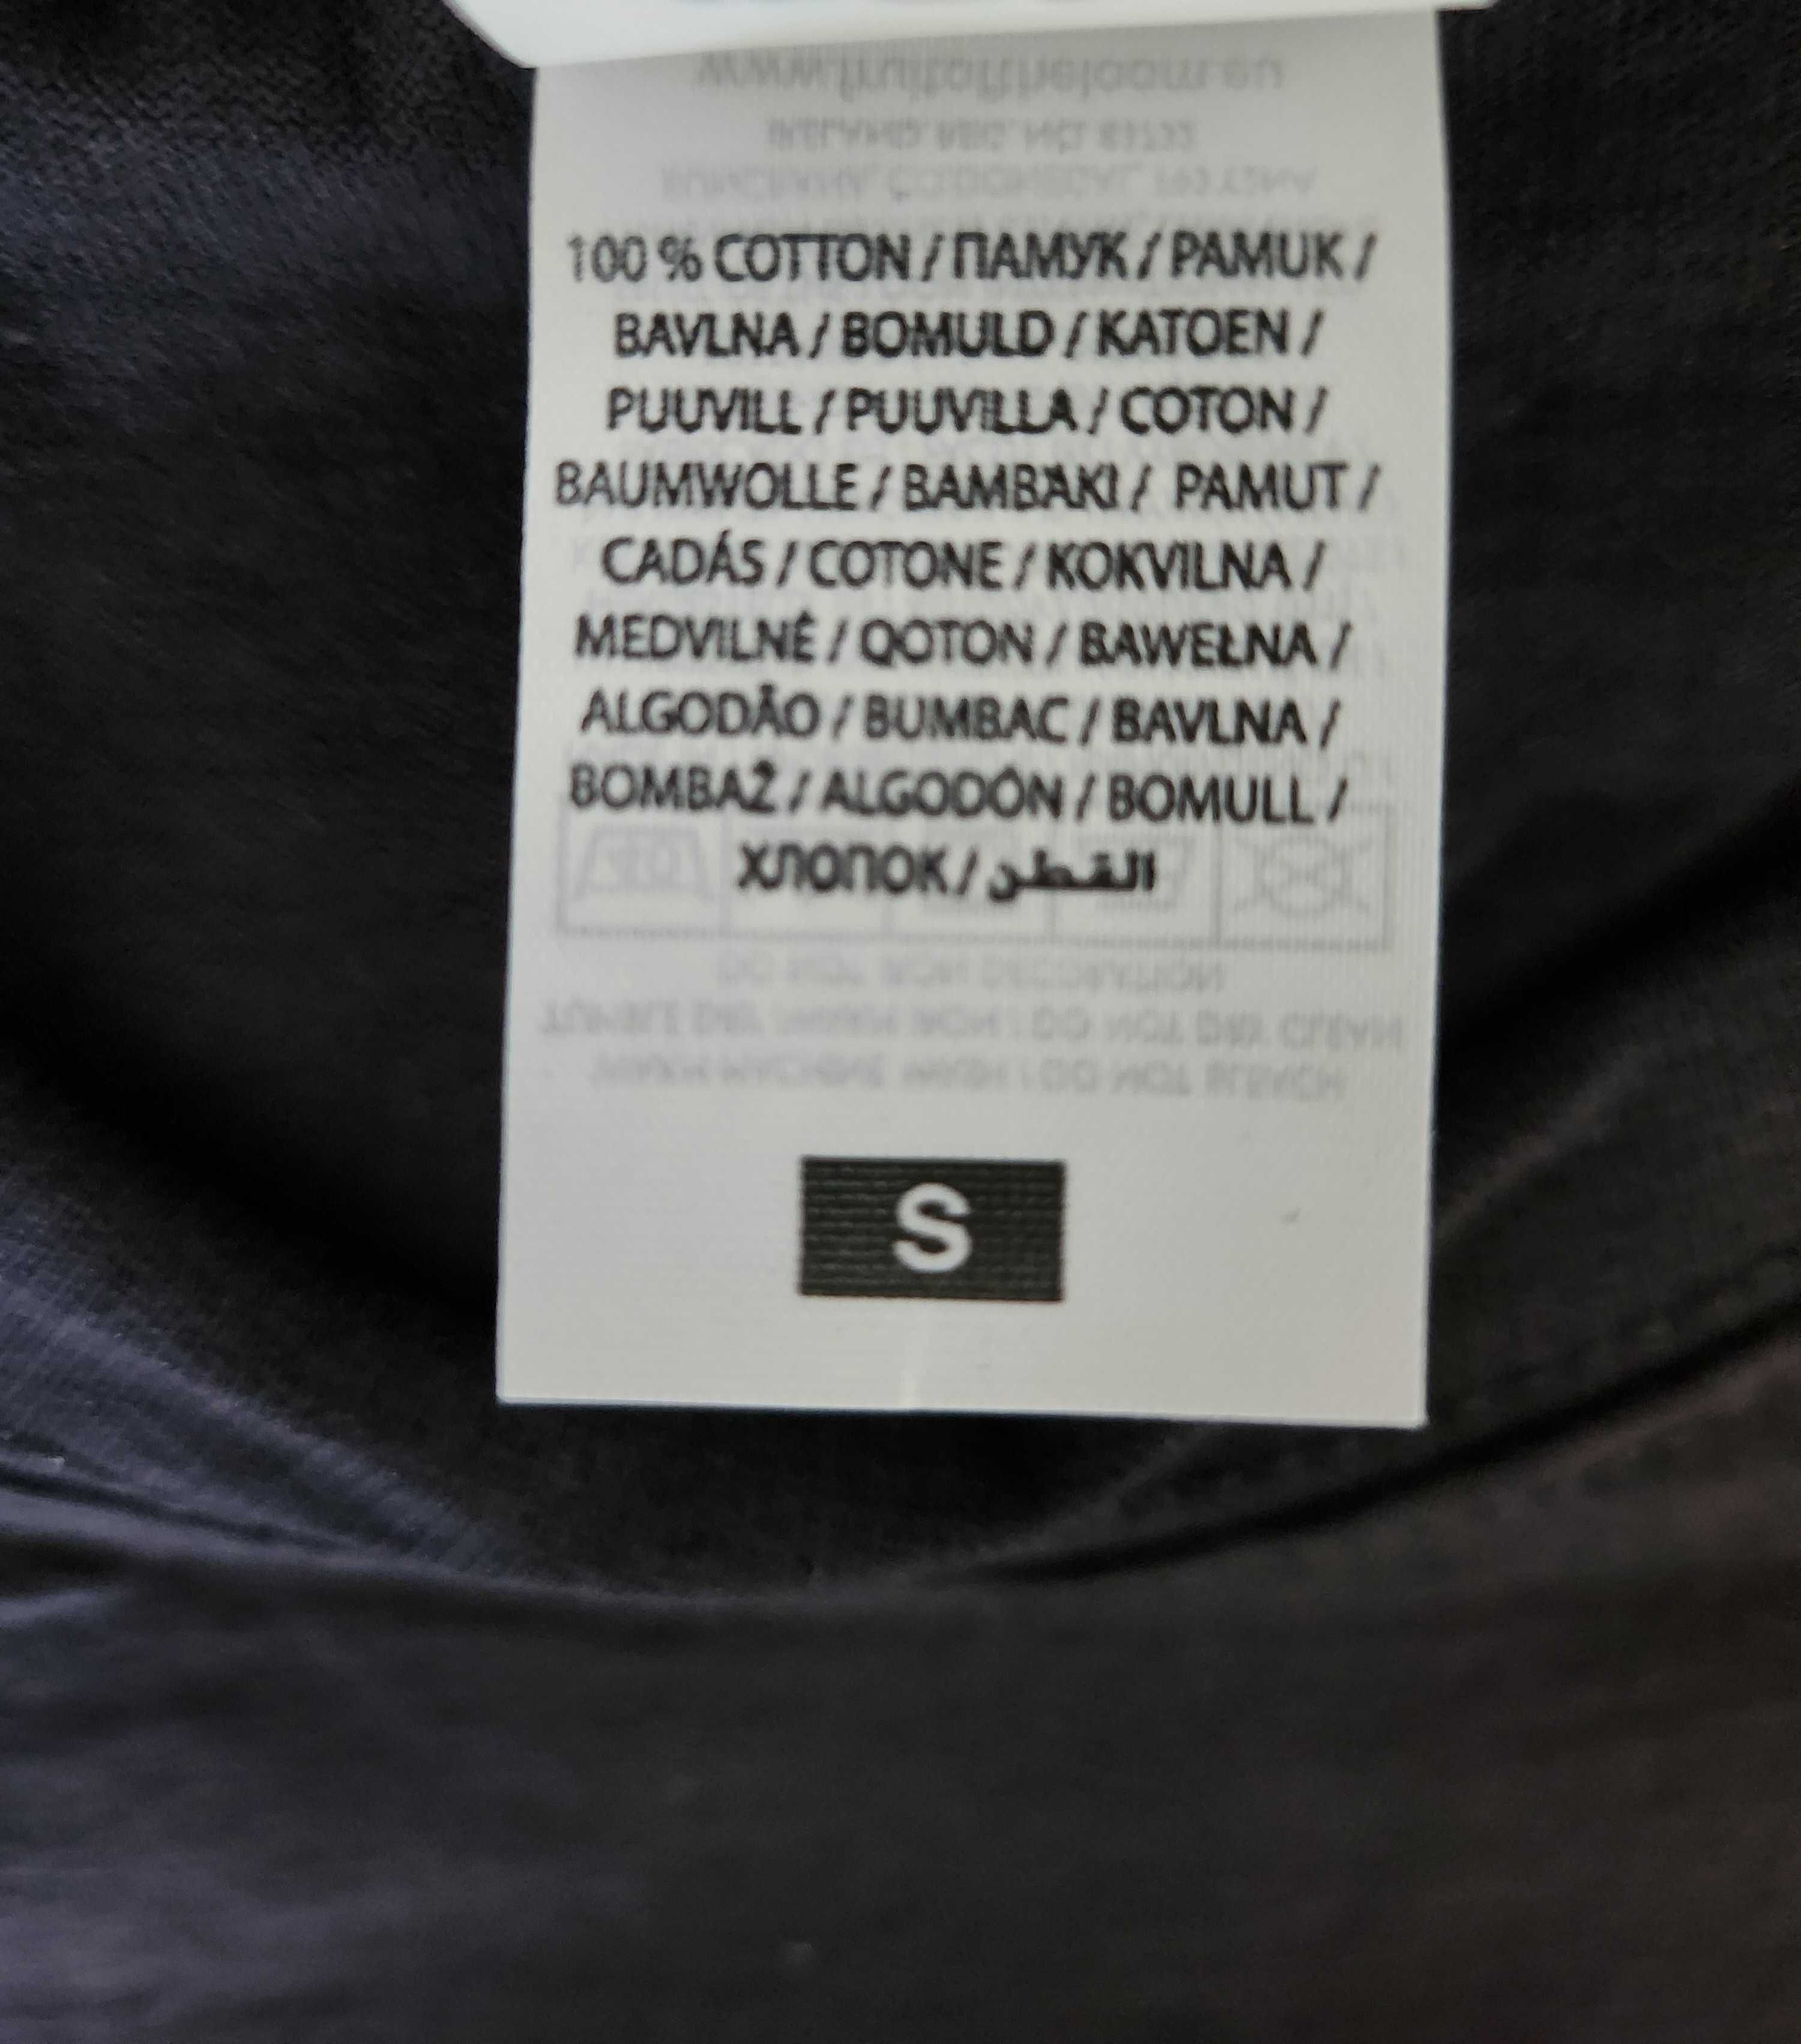 100 % COTTON / ПАМУК / PAMUK /
BAVLNA / BOMULD / KATOEN /
PUUVILL / PUUVILLA / COTON /
BAUMWOLLE / BAMBAKI / PAMUT /
CADÁS / COTONE / KOKVILNA /
MEDVILNĖ / QOTON / BAWEŁNA /
ALGODÃO / BUMBAC / BAVLNA /
BOMBAŽ / ALGODÓN / BOMULL /
ХЛОПОК / القطن
S